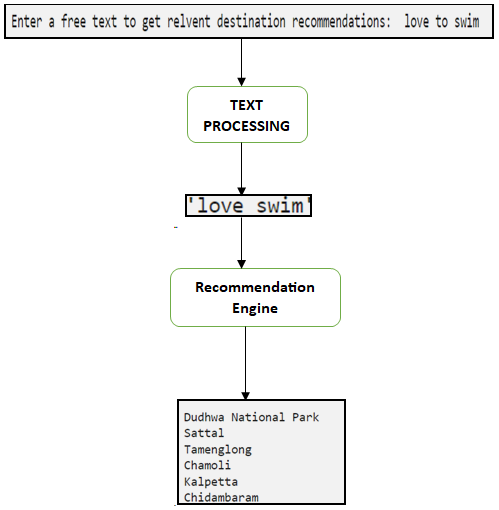 Enter a free text to get relvent destination recommendations: love to swim
TEXT
PROCESSING
'love swim'
Recommendation
Engine
Dudhwa National Park
Sattal
Tamenglong
Chamoli
Kalpetta
Chidambaram